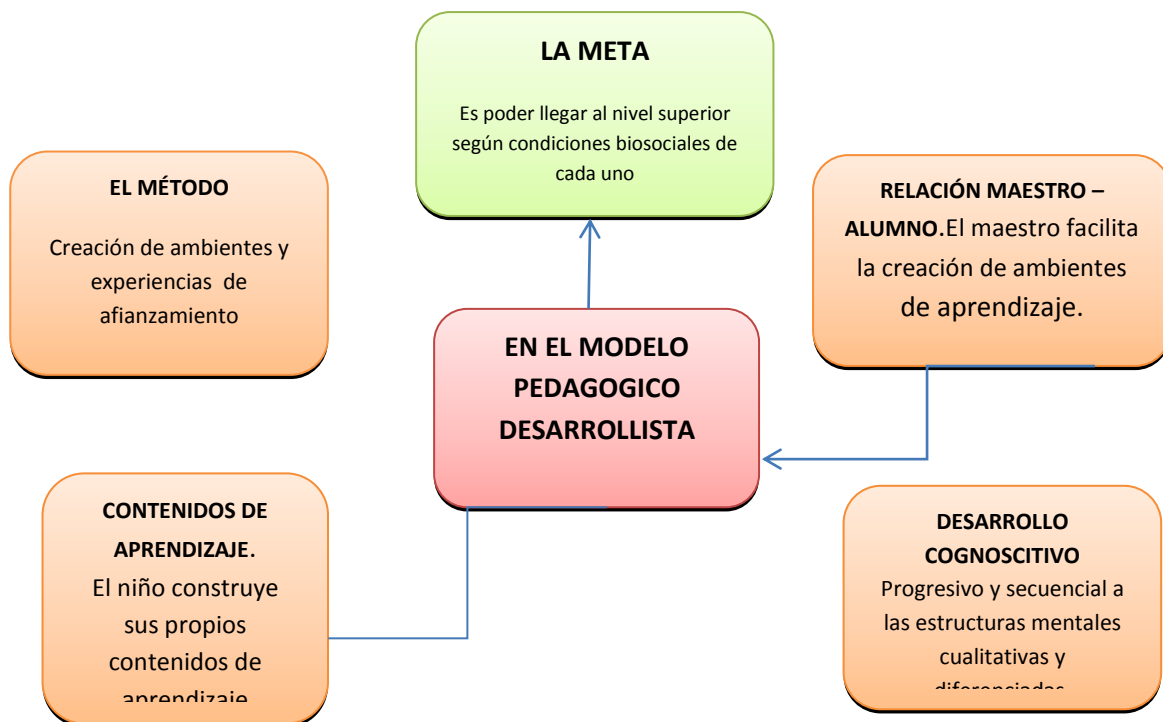 LA META
Es poder llegar al nivel superior
según condiciones biosociales de
cada uno
EL MÉTODO
Creación de ambientes y
experiencias de
afianzamiento
RELACIÓN MAESTRO –
ALUMNO.El maestro facilita
la creación de ambientes
de aprendizaje.
EN EL MODELO
PEDAGOGICO
DESARROLLISTA
CONTENIDOS DE
APRENDIZAJE.
El niño construye
sus propios
contenidos de
aprendizaje
DESARROLLO
COGNOSCITIVO
Progresivo y secuencial a
las estructuras mentales
cualitativas y
diferenciadas